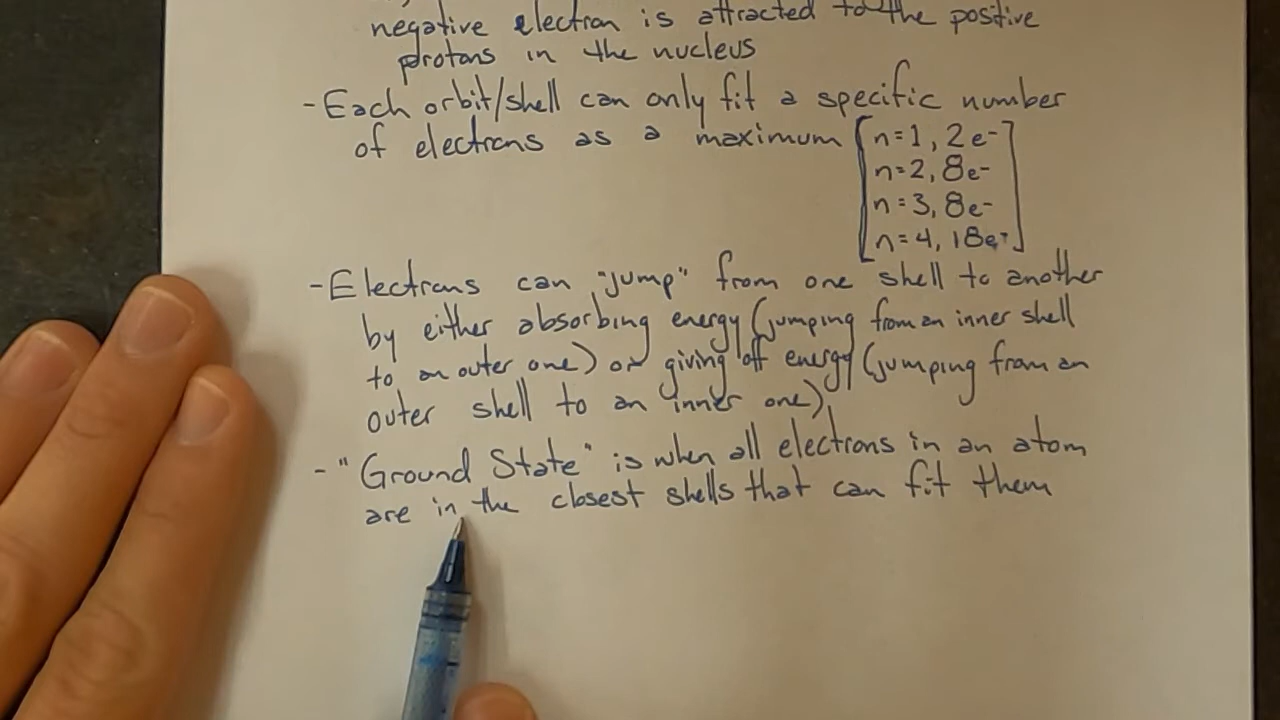 negative electron is attracted to the positive
protons in the nucleus
- Each orbit/shell can only fit a specific number
of electrons as a maximum [n=1, 2e-]
n=2, 8e-
n=3, 8e-
n=4, 18e-
- Electrons can "jump" from one shell to another
by either absorbing energy (jumping from an inner shell
to an outer one) or giving off energy (jumping from an
outer shell to an inner one)
- "Ground State" is when all electrons in an atom
are in the closest shells that can fit them